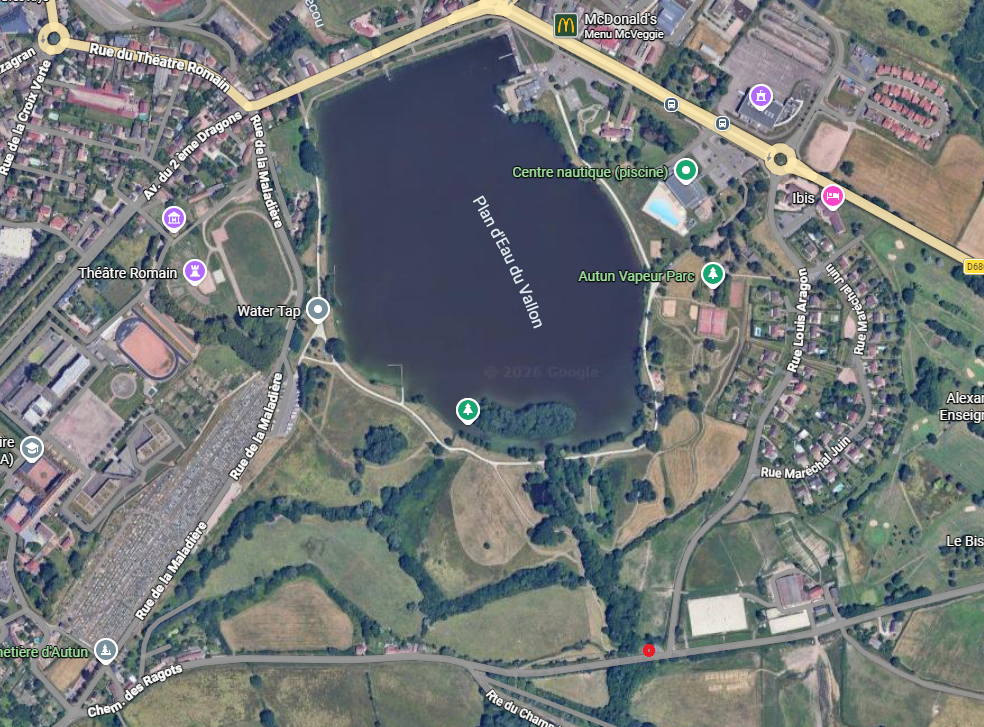 McDonald's
Menu McVeggie
Rue du Théâtre Romain
zagran
Rue de la Croix Verte
Av. du 2 ème Dragons
Rue de la Maladière
Centre nautique (piscine)
Ibis
Plan d'Eau du Vallon
Théâtre Romain
Autun Vapeur Parc
D68
Water Tap
Rue Louis Aragon
Rue Maréchal Juin
© 2026 Google
Rue de la Maladière
Alexan
Enseign
ire
A)
Rue Maréchal Juin
Le Bis
Rue de la Maladière
netière d'Autun
Chem. des Ragots
Rte du Champ